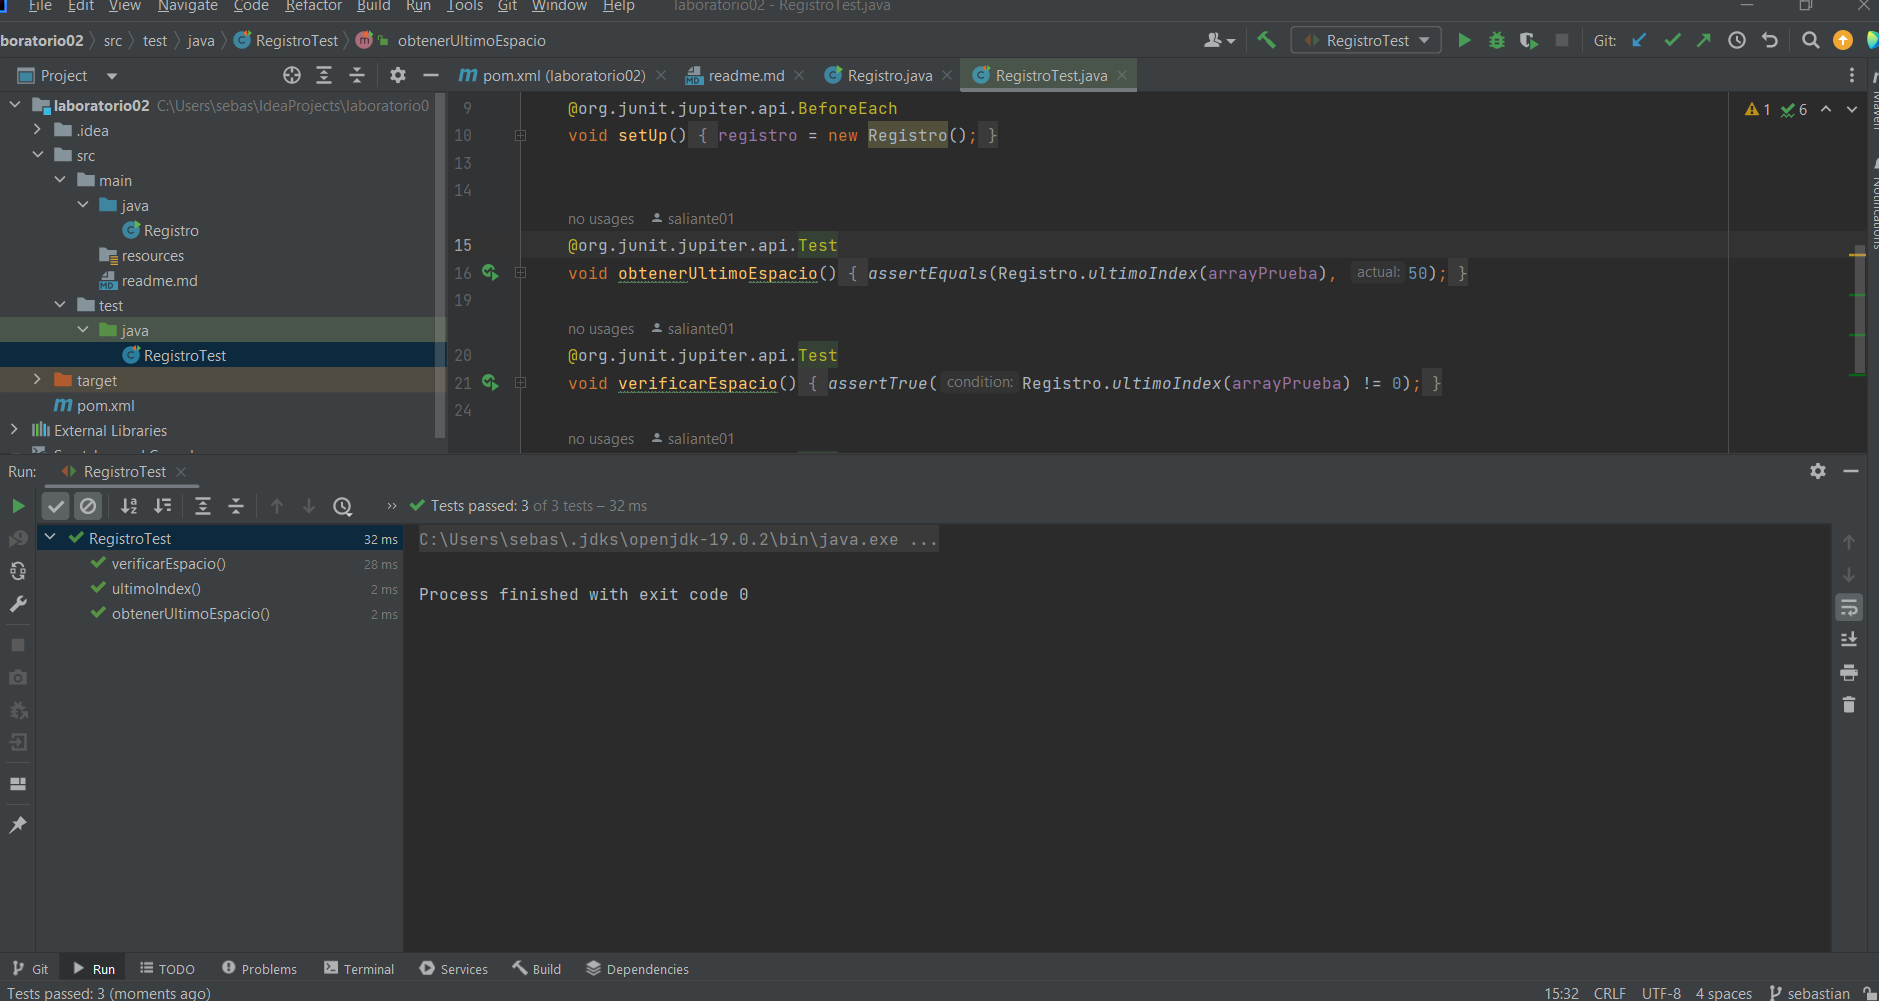 File Edit View Navigate Code Refactor Build Run Tools Git Window Help laboratorio02 - RegistroTest.java
boratorio02 src test java RegistroTest m obtenerUltimoEspacio RegistroTest Git:
Project
m pom.xml (laboratorio02) readme.md Registro.java RegistroTest.java
laboratorio02 C:\Users\sebas\IdeaProjects\laboratorio0
.idea
src
main
java
Registro
resources
readme.md
test
java
RegistroTest
target
m pom.xml
External Libraries
9 @org.junit.jupiter.api.BeforeEach
10 void setUp() { registro = new Registro(); }
13
14
no usages saliante01
15 @org.junit.jupiter.api.Test
16 void obtenerUltimoEspacio() { assertEquals(Registro.ultimoIndex(arrayPrueba), actual: 50); }
19
no usages saliante01
20 @org.junit.jupiter.api.Test
21 void verificarEspacio() { assertTrue( condition: Registro.ultimoIndex(arrayPrueba) != 0); }
24
no usages saliante01
1 6
Maven
Notifications
Run: RegistroTest
Tests passed: 3 of 3 tests – 32 ms
RegistroTest 32 ms
verificarEspacio() 28 ms
ultimoIndex() 2 ms
obtenerUltimoEspacio() 2 ms
C:\Users\sebas\.jdks\openjdk-19.0.2\bin\java.exe ...
Process finished with exit code 0
Git Run TODO Problems Terminal Services Build Dependencies
Tests passed: 3 (moments ago) 15:32 CRLF UTF-8 4 spaces sebastian